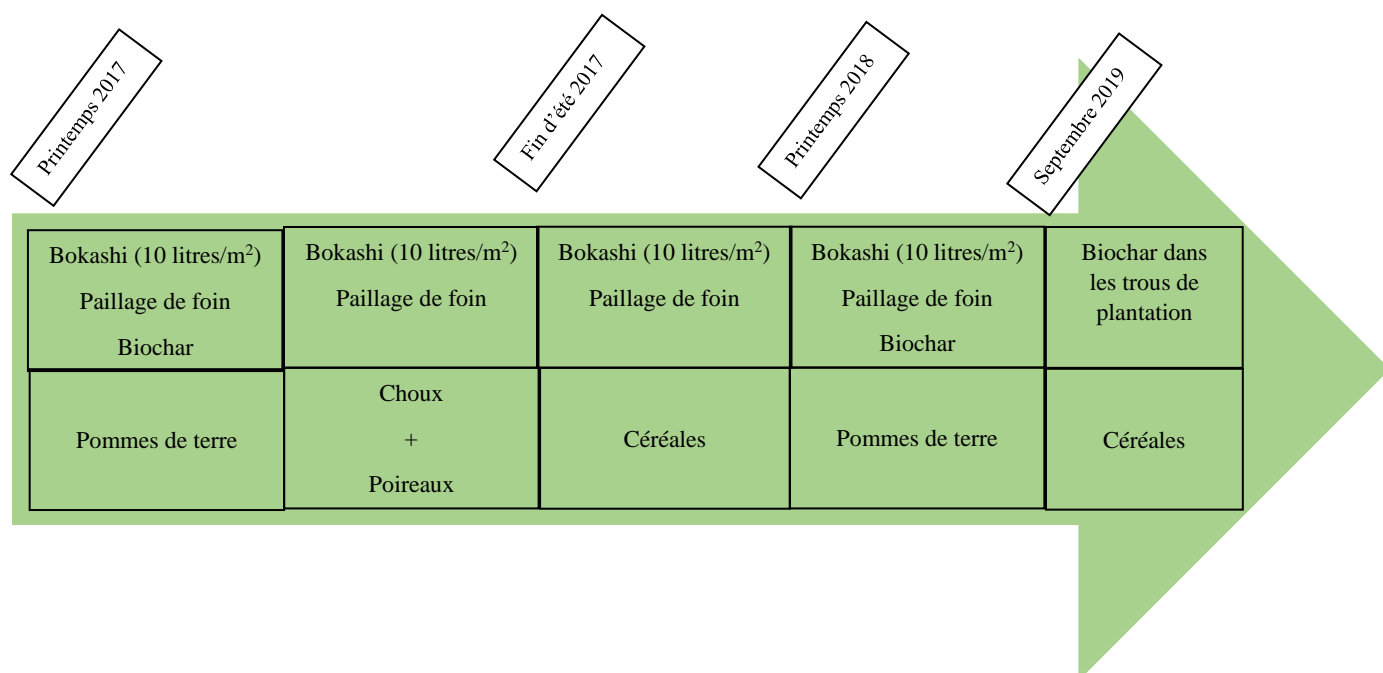 Printemps 2017
Fin d’été 2017
Printemps 2018
Septembre 2019
Bokashi (10 litres/m²)
Paillage de foin
Biochar
Bokashi (10 litres/m²)
Paillage de foin
Bokashi (10 litres/m²)
Paillage de foin
Bokashi (10 litres/m²)
Paillage de foin
Biochar
Biochar dans
les trous de
plantation
Pommes de terre
Choux
+
Poireaux
Céréales
Pommes de terre
Céréales